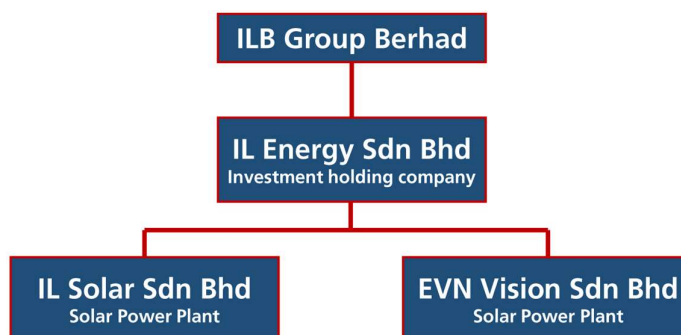 ILB Group Berhad
IL Energy Sdn Bhd
Investment holding company
IL Solar Sdn Bhd
Solar Power Plant
EVN Vision Sdn Bhd
Solar Power Plant